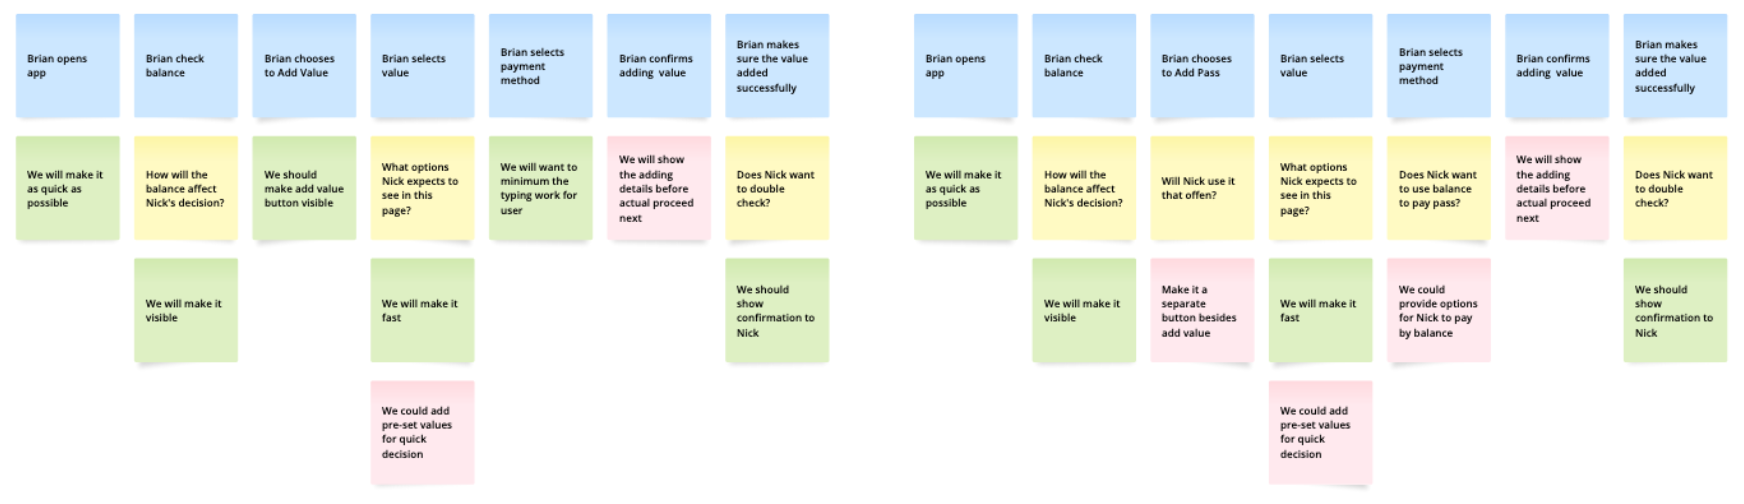 Brian opens
app
Brian check
balance
Brian chooses
to Add Value
Brian selects
value
Brian selects
payment
method
Brian confirms
adding value
Brian makes
sure the value
added
successfully
We will make it
as quick as
possible
How will the
balance affect
Nick's decision?
We should
make add value
button visible
What options
Nick expects to
see in this
page?
We will want to
minimum the
typing work for
user
We will show
the adding
details before
actual proceed
next
Does Nick want
to double
check?
We will make it
visible
We will make it
fast
We should
show
confirmation to
Nick
We could add
pre-set values
for quick
decision
Brian opens
app
Brian check
balance
Brian chooses
to Add Pass
Brian selects
value
Brian selects
payment
method
Brian confirms
adding value
Brian makes
sure the value
added
successfully
We will make it
as quick as
possible
How will the
balance affect
Nick's decision?
Will Nick use it
that offen?
What options
Nick expects to
see in this
page?
Does Nick want
to use balance
to pay pass?
We will show
the adding
details before
actual proceed
next
Does Nick want
to double
check?
We will make it
visible
Make it a
separate
button besides
add value
We will make it
fast
We could
provide options
for Nick to pay
by balance
We should
show
confirmation to
Nick
We could add
pre-set values
for quick
decision